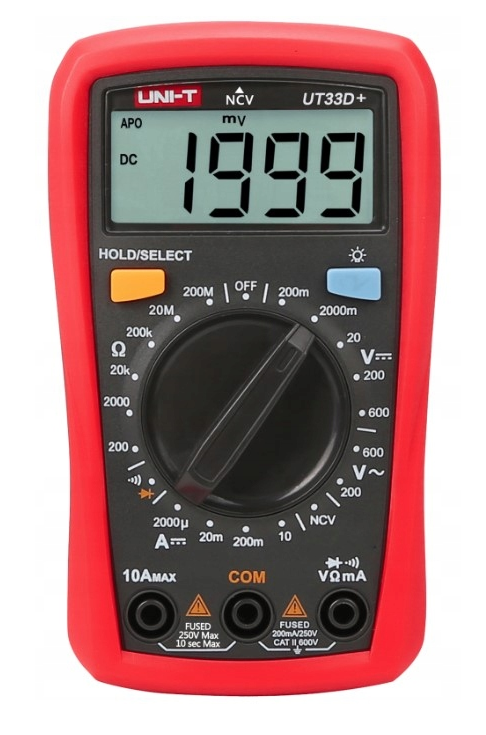 UNI-T NCV UT33D+
APO mV
DC 1999
HOLD/SELECT
200M OFF 200m
20M 2000m
200k 20
Ω V⎓
20k 200
2000 600
200 600
V~
200
2000µ 20m 200m 10 NCV
A⎓
10AMAX COM VΩmA
FUSED FUSED
250V Max 200mA/250V
10 sec Max CAT II 600V